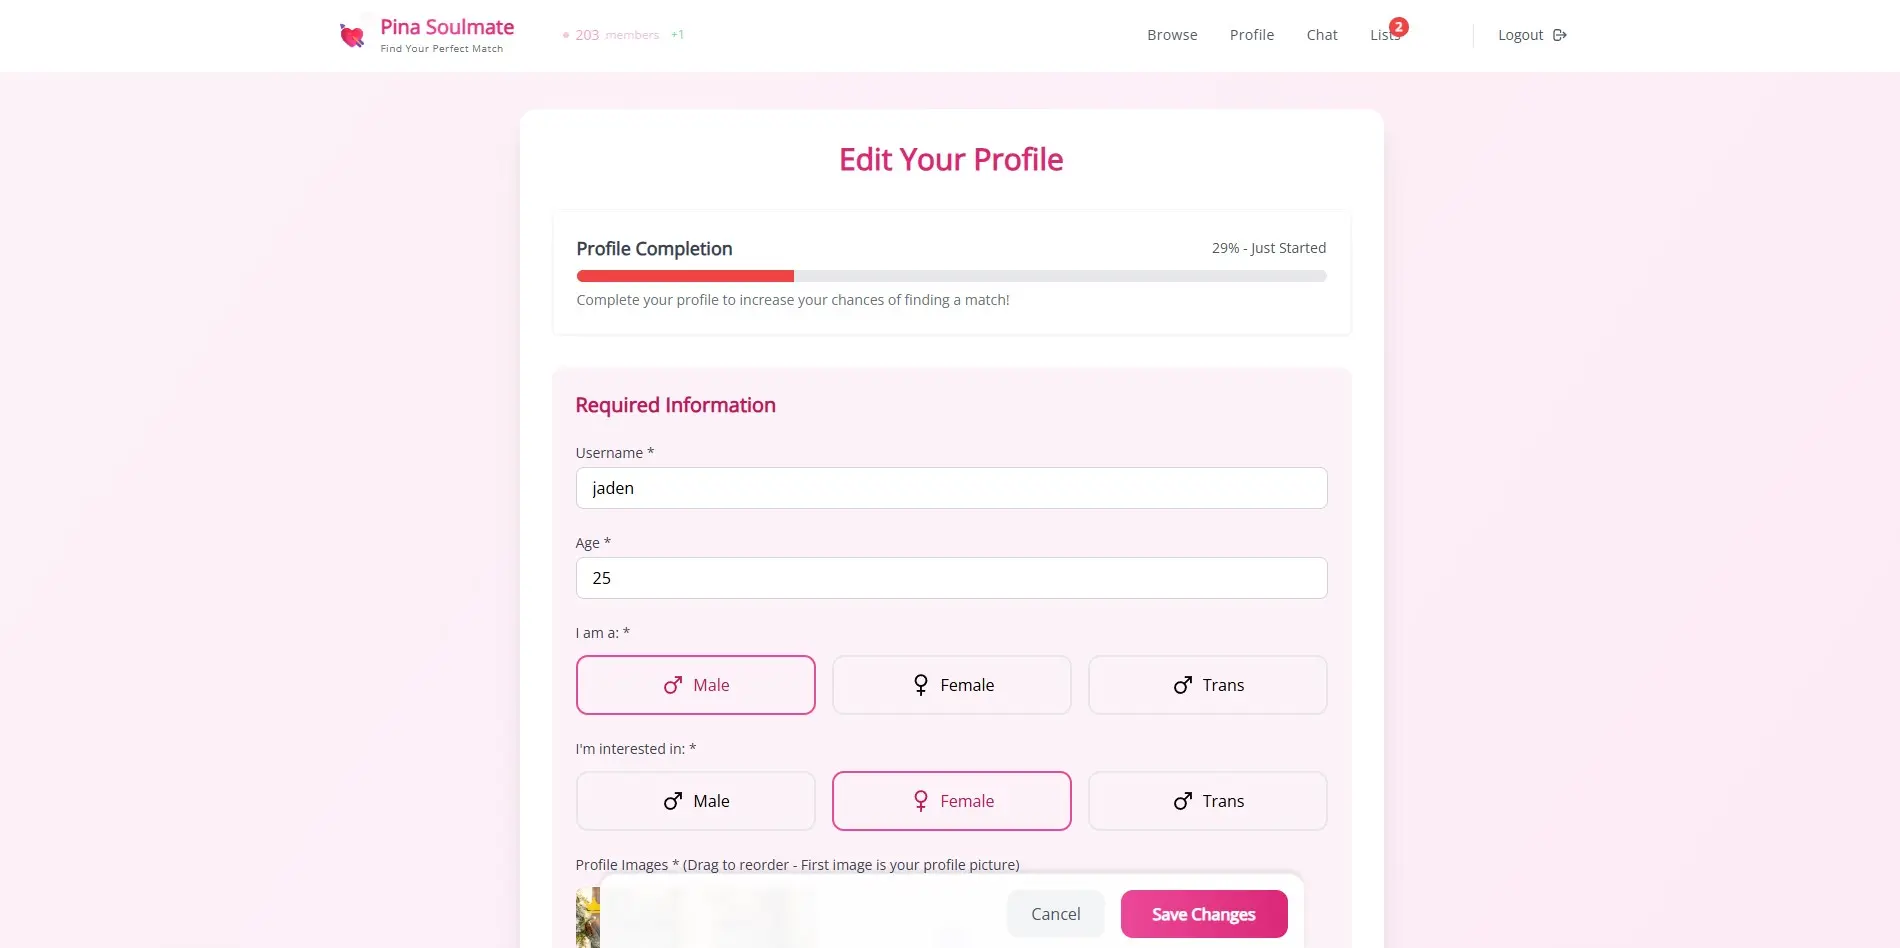 Pina Soulmate
Find Your Perfect Match
203 members +1
Browse Profile Chat Lists 2 Logout
Edit Your Profile
Profile Completion 29% - Just Started
Complete your profile to increase your chances of finding a match!
Required Information
Username *
jaden
Age *
25
I am a: *
Male Female Trans
I'm interested in: *
Male Female Trans
Profile Images * (Drag to reorder - First image is your profile picture)
Cancel Save Changes